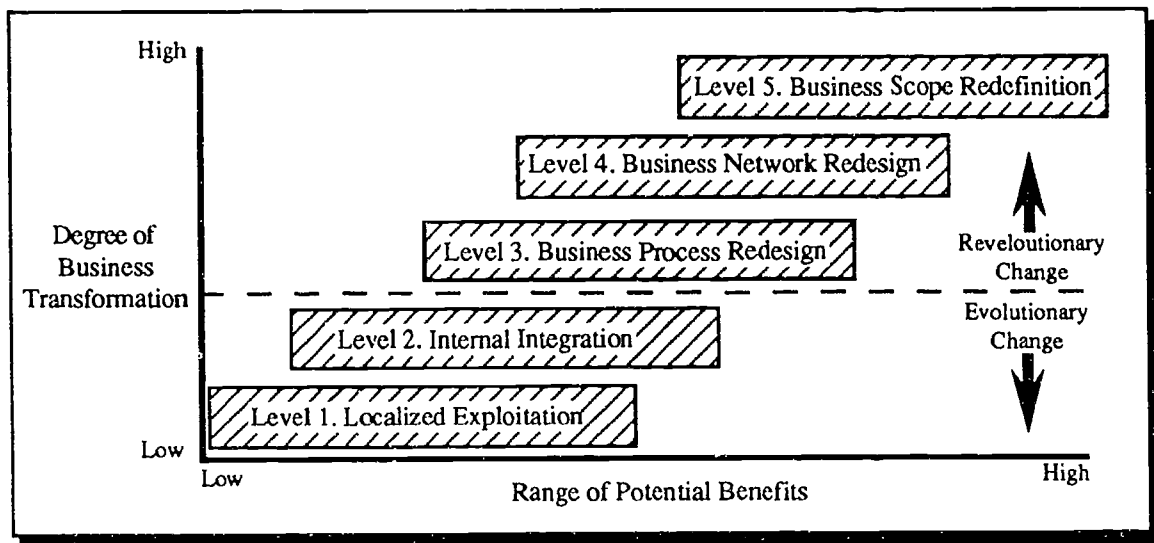 High
Level 5. Business Scope Redefinition
Level 4. Business Network Redesign
Degree of
Business
Transformation
Level 3. Business Process Redesign
Reveloutionary
Change
Evolutionary
Change
Level 2. Internal Integration
Level 1. Localized Exploitation
Low
Low
High
Range of Potential Benefits